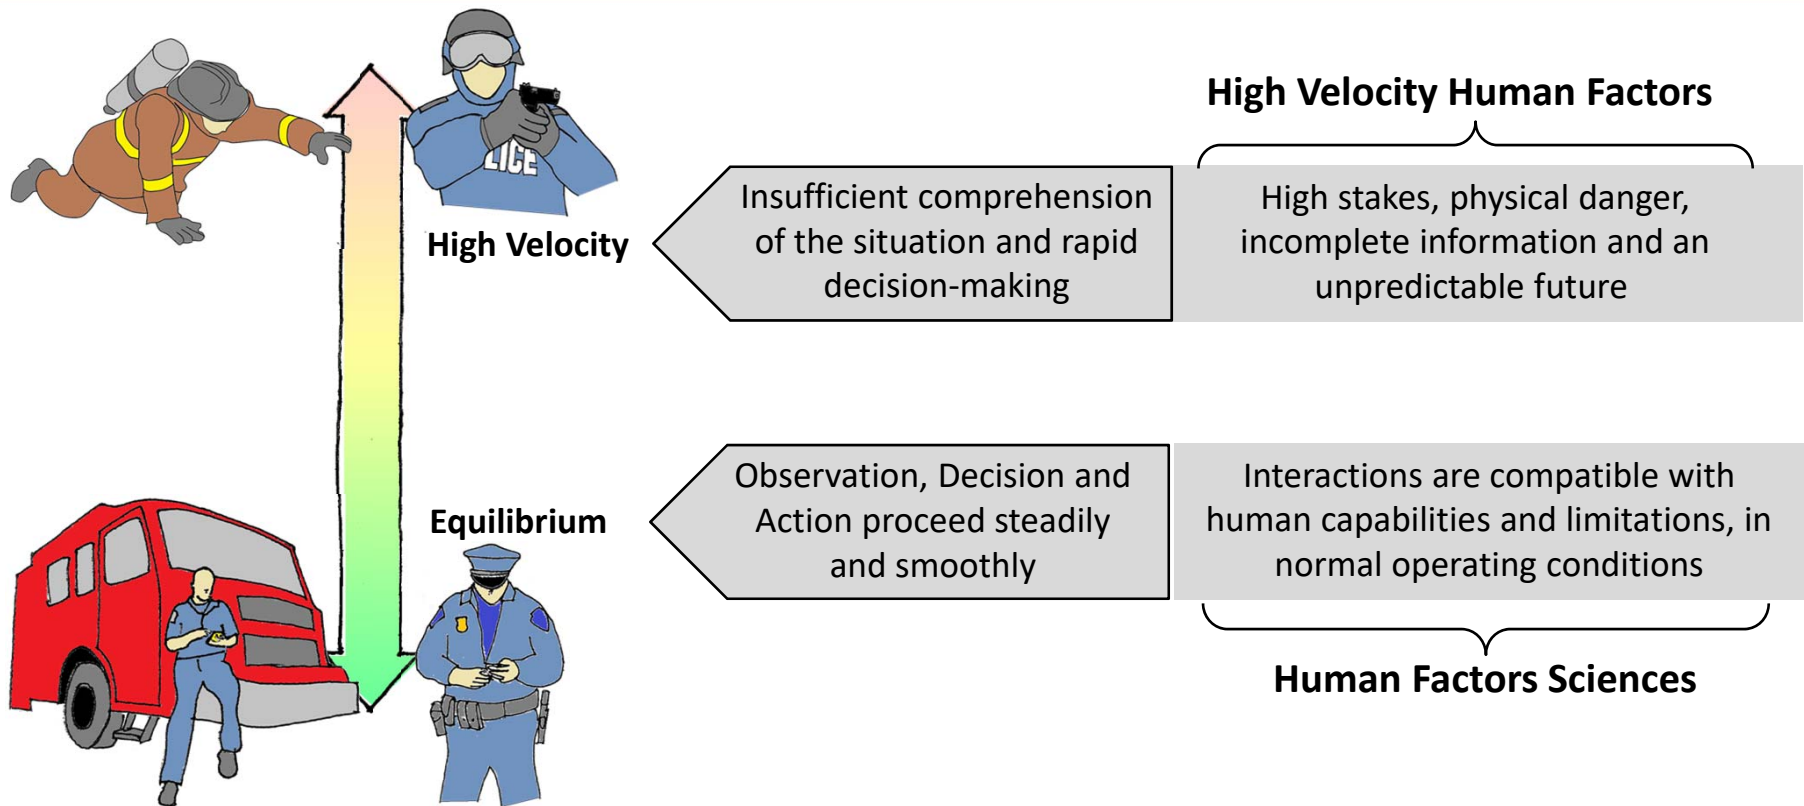 High Velocity Human Factors
LICE
High Velocity
Insufficient comprehension
of the situation and rapid
decision-making
High stakes, physical danger,
incomplete information and an
unpredictable future
Equilibrium
Observation, Decision and
Action proceed steadily
and smoothly
Interactions are compatible with
human capabilities and limitations, in
normal operating conditions
Human Factors Sciences